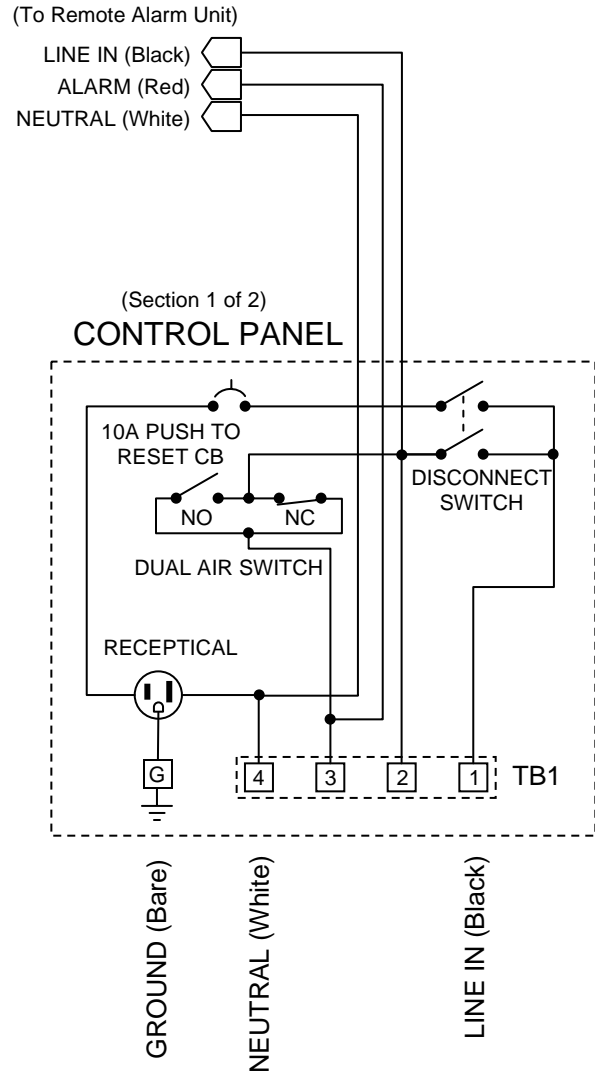 (To Remote Alarm Unit)
LINE IN (Black)
ALARM (Red)
NEUTRAL (White)
(Section 1 of 2)
CONTROL PANEL
10A PUSH TO
RESET CB
DISCONNECT
SWITCH
NO
NC
DUAL AIR SWITCH
RECEPTICAL
G
4
3
2
1
TB1
GROUND (Bare)
NEUTRAL (White)
LINE IN (Black)